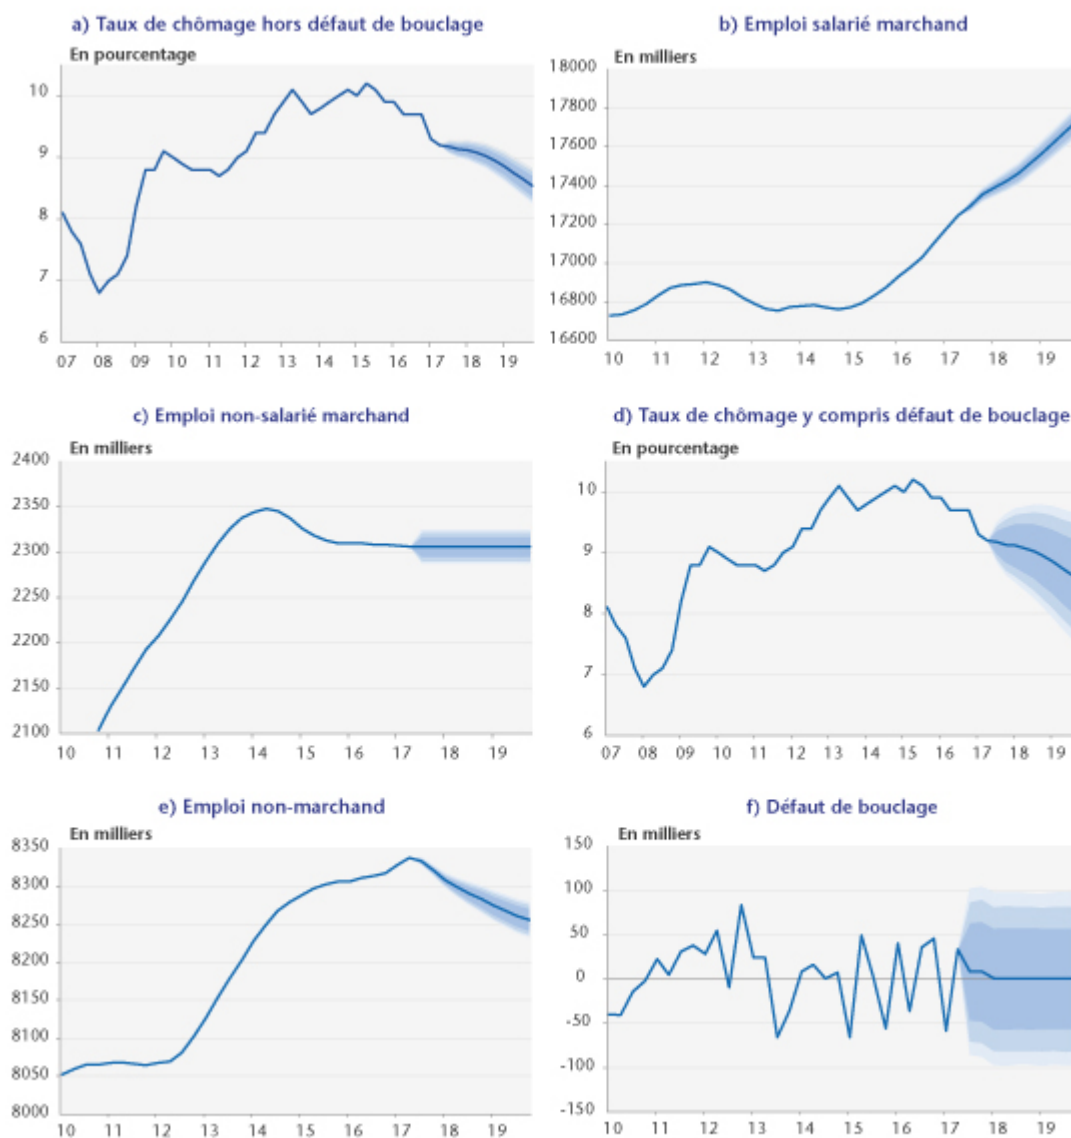 a) Taux de chômage hors défaut de bouclage
En pourcentage
10
9
8
7
6
07 08 09 10 11 12 13 14 15 16 17 18 19
b) Emploi salarié marchand
En milliers
18000
17800
17600
17400
17200
17000
16800
16600
10 11 12 13 14 15 16 17 18 19
c) Emploi non-salarié marchand
En milliers
2400
2350
2300
2250
2200
2150
2100
10 11 12 13 14 15 16 17 18 19
d) Taux de chômage y compris défaut de bouclage
En pourcentage
10
9
8
7
6
07 08 09 10 11 12 13 14 15 16 17 18 19
e) Emploi non-marchand
En milliers
8350
8300
8250
8200
8150
8100
8050
8000
10 11 12 13 14 15 16 17 18 19
f) Défaut de bouclage
En milliers
150
100
50
0
-50
-100
-150
10 11 12 13 14 15 16 17 18 19